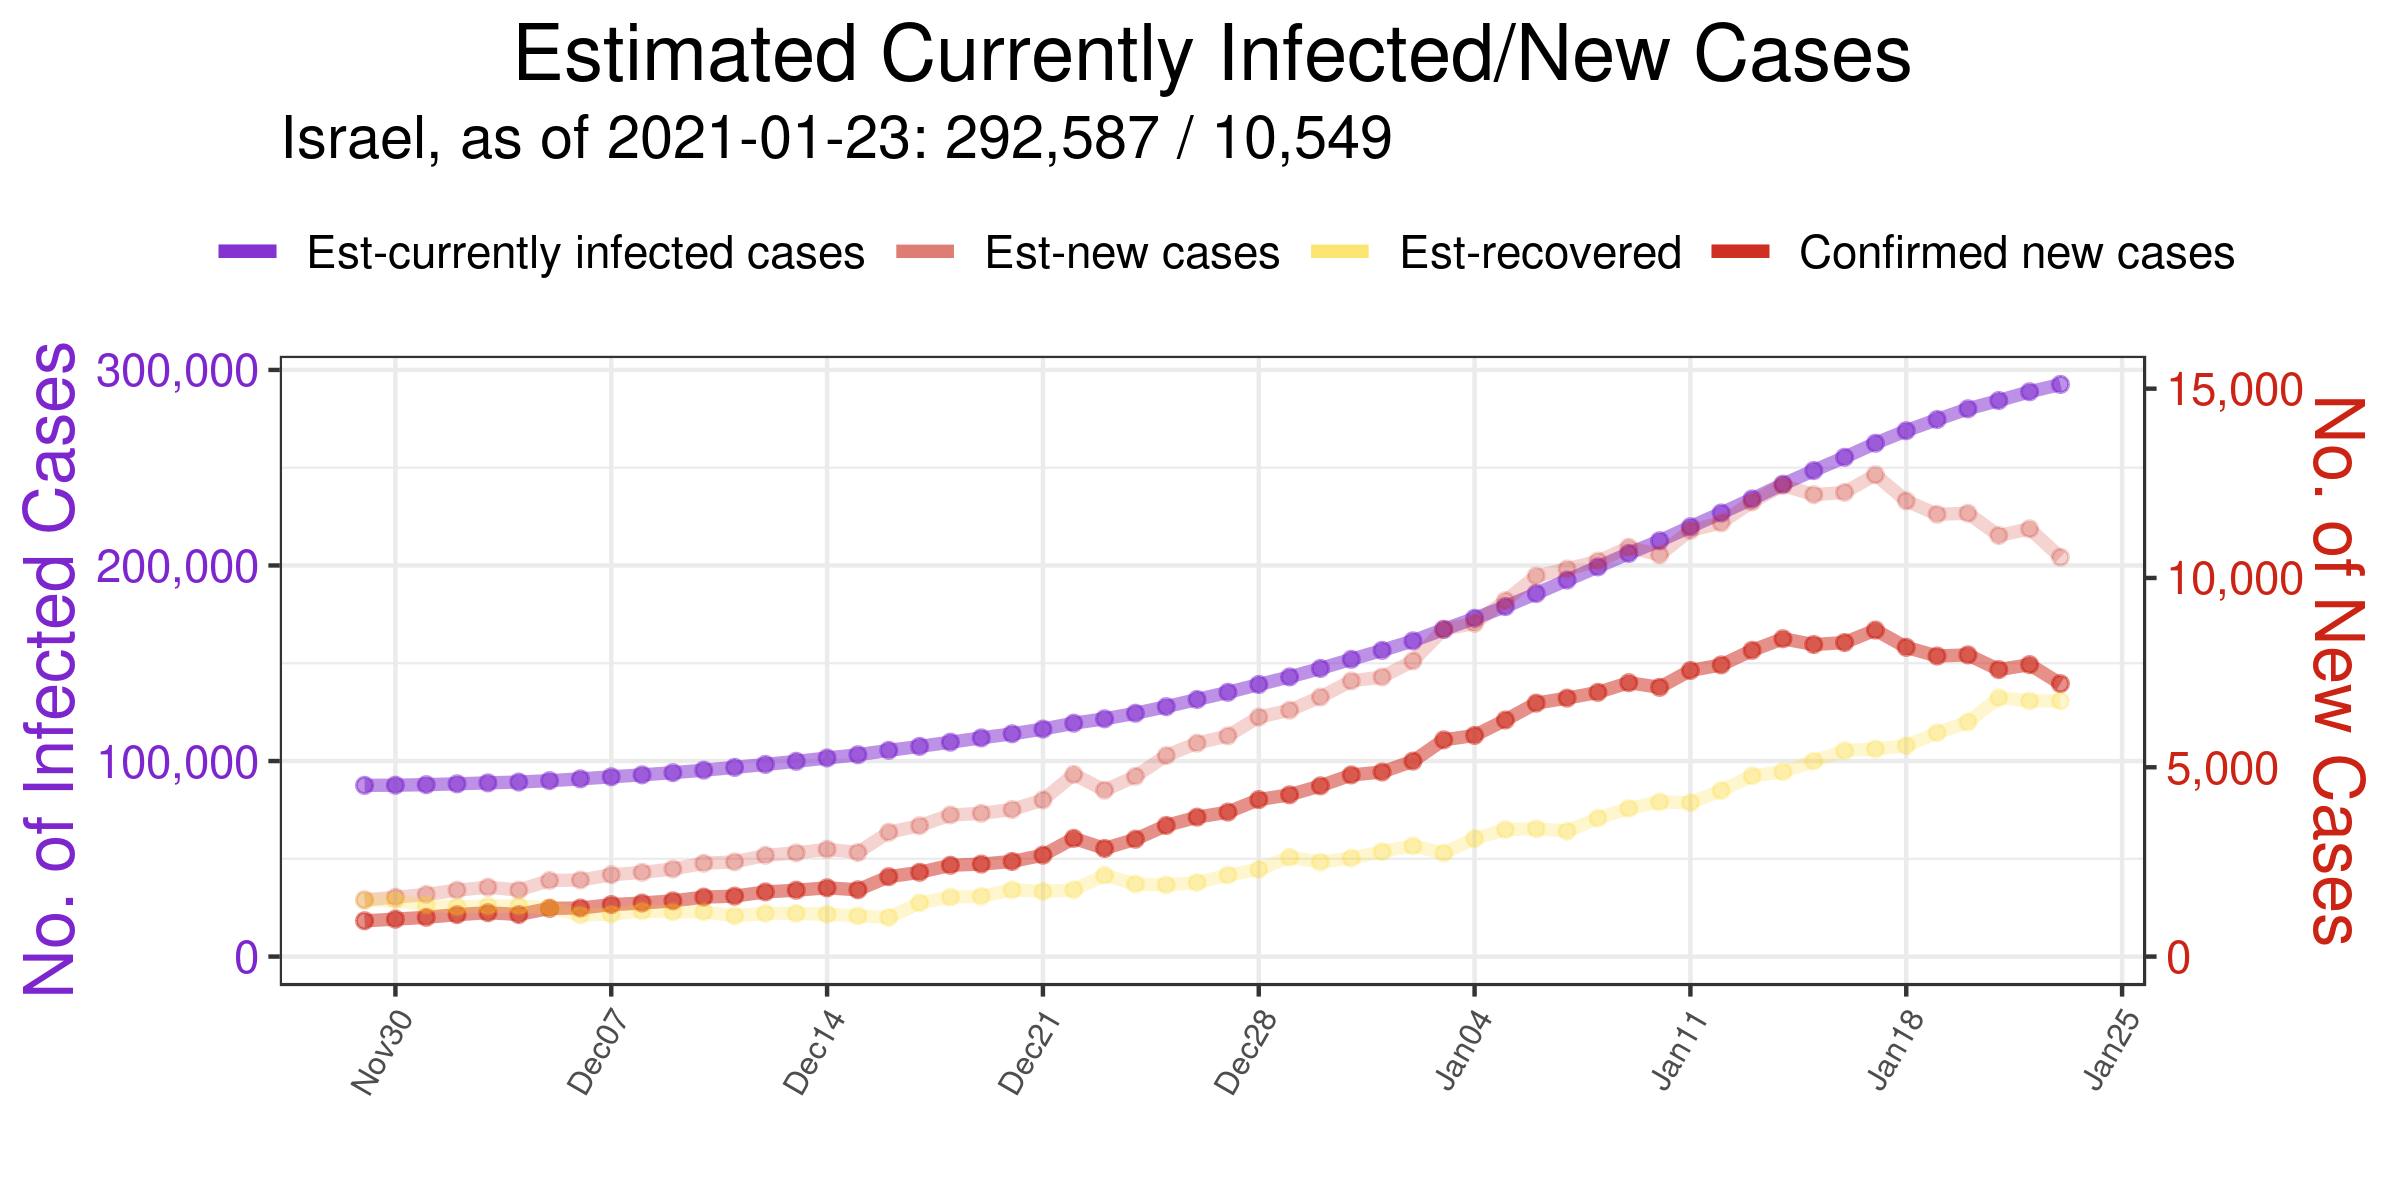 Estimated Currently Infected/New Cases
Israel, as of 2021-01-23: 292,587 / 10,549
Est-currently infected cases Est-new cases Est-recovered Confirmed new cases
No. of Infected Cases
300,000
200,000
100,000
0
15,000
10,000
5,000
0
No. of New Cases
Nov30 Dec07 Dec14 Dec21 Dec28 Jan04 Jan11 Jan18 Jan25